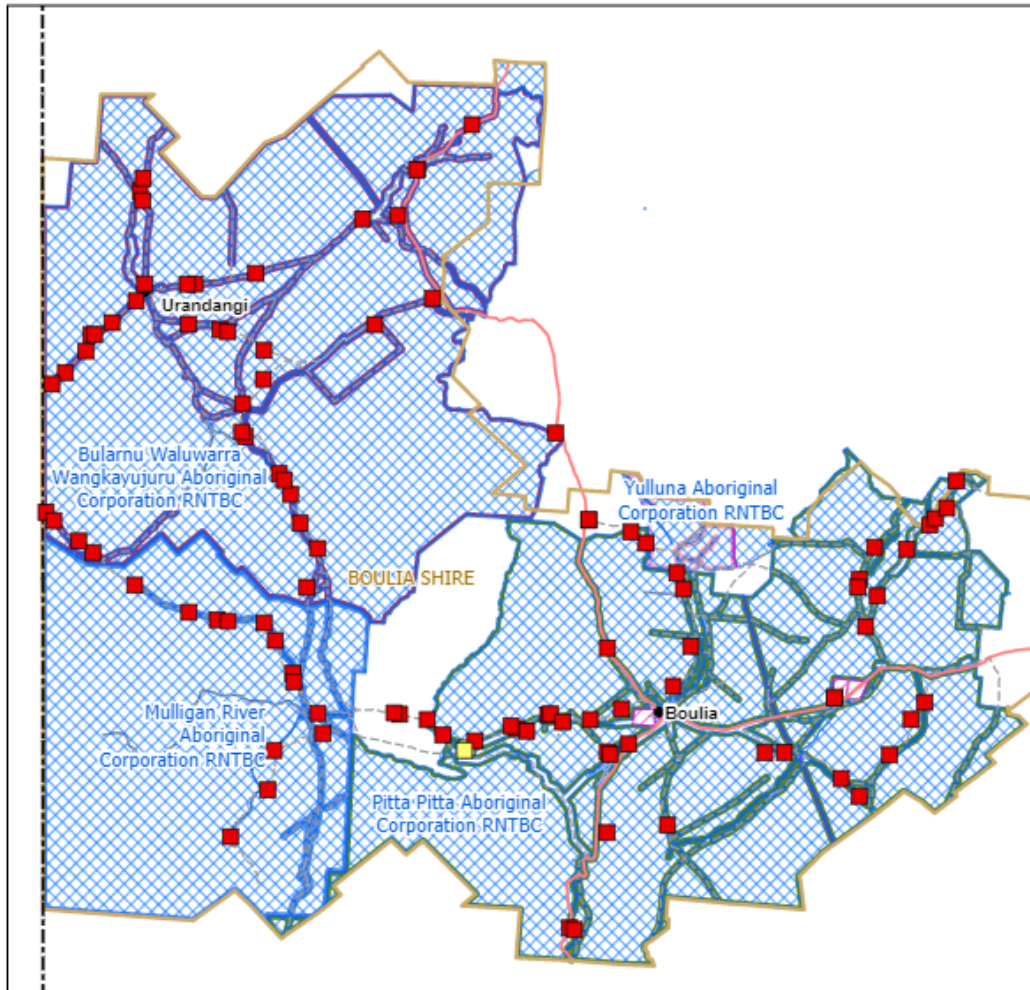 Urandangi
Bularnu Waluwarra
Wangkayujuru Aboriginal
Corporation RNTBC
Yulluna Aboriginal
Corporation RNTBC
BOULIA SHIRE
Mulligan River
Aboriginal
Corporation RNTBC
Boulia
Pitta Pitta Aboriginal
Corporation RNTBC